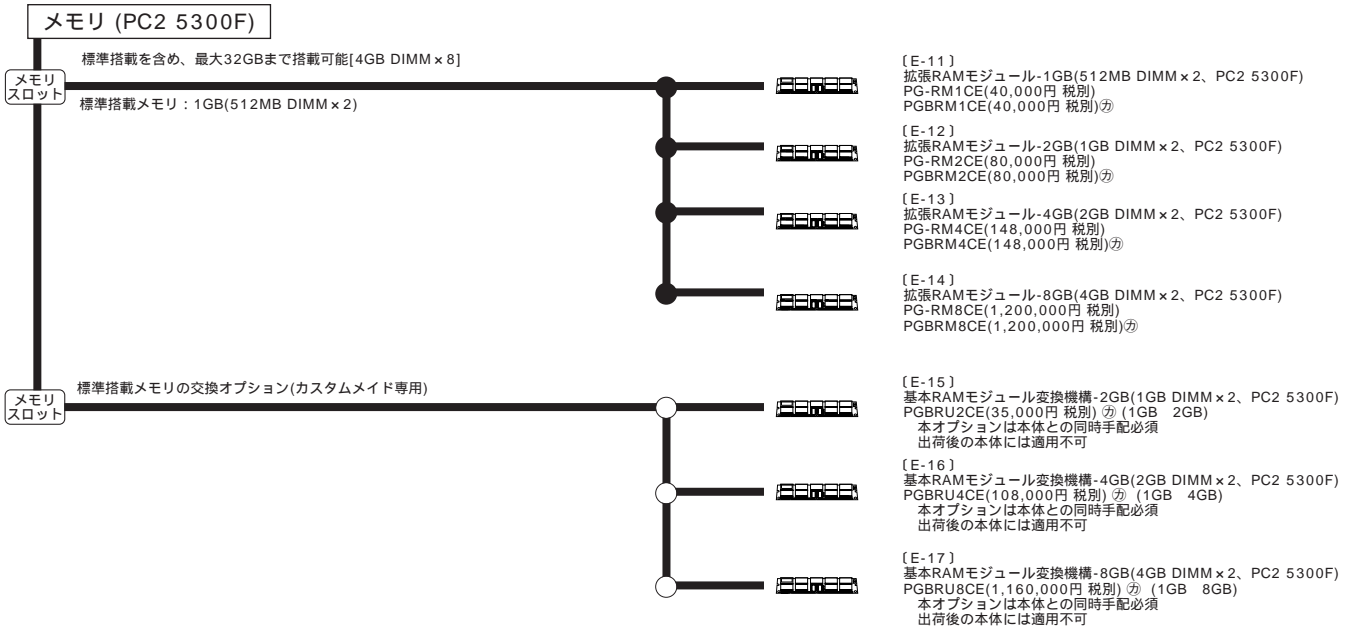 メモリ (PC2 5300F)
標準搭載を含め、最大32GBまで搭載可能[4GB DIMM×8]
メモリ
スロット
標準搭載メモリ：1GB(512MB DIMM×2)
〔E-11〕
拡張RAMモジュール-1GB(512MB DIMM×2、PC2 5300F)
PG-RM1CE(40,000円 税別)
PGBRM1CE(40,000円 税別)㋕
〔E-12〕
拡張RAMモジュール-2GB(1GB DIMM×2、PC2 5300F)
PG-RM2CE(80,000円 税別)
PGBRM2CE(80,000円 税別)㋕
〔E-13〕
拡張RAMモジュール-4GB(2GB DIMM×2、PC2 5300F)
PG-RM4CE(148,000円 税別)
PGBRM4CE(148,000円 税別)㋕
〔E-14〕
拡張RAMモジュール-8GB(4GB DIMM×2、PC2 5300F)
PG-RM8CE(1,200,000円 税別)
PGBRM8CE(1,200,000円 税別)㋕
標準搭載メモリの交換オプション(カスタムメイド専用)
メモリ
スロット
〔E-15〕
基本RAMモジュール変換機構-2GB(1GB DIMM×2、PC2 5300F)
PGBRU2CE(35,000円 税別) ㋕ (1GB　2GB)
本オプションは本体との同時手配必須
出荷後の本体には適用不可
〔E-16〕
基本RAMモジュール変換機構-4GB(2GB DIMM×2、PC2 5300F)
PGBRU4CE(108,000円 税別) ㋕ (1GB　4GB)
本オプションは本体との同時手配必須
出荷後の本体には適用不可
〔E-17〕
基本RAMモジュール変換機構-8GB(4GB DIMM×2、PC2 5300F)
PGBRU8CE(1,160,000円 税別) ㋕ (1GB　8GB)
本オプションは本体との同時手配必須
出荷後の本体には適用不可